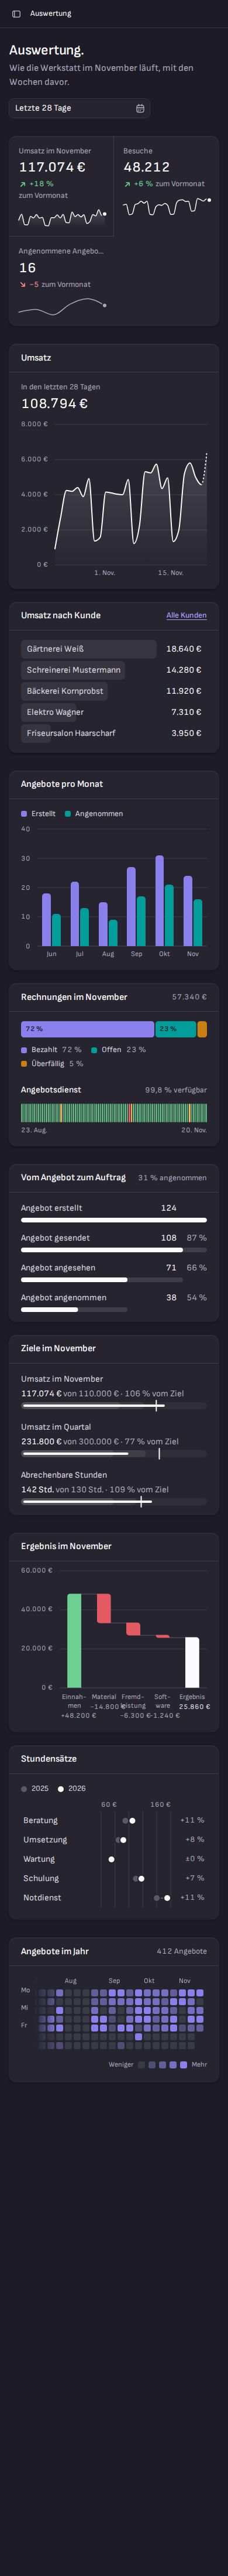 Auswertung
Auswertung.
Wie die Werkstatt im November läuft, mit den
Wochen davor.
Letzte 28 Tage
Umsatz im November
117.074 €
+18 %
zum Vormonat
Besuche
48.212
+6 % zum Vormonat
Angenommene Angebo…
16
−5 zum Vormonat
Umsatz
In den letzten 28 Tagen
108.794 €
8.000 €
6.000 €
4.000 €
2.000 €
0 €
1. Nov.
15. Nov.
Umsatz nach Kunde
Alle Kunden
Gärtnerei Weiß 18.640 €
Schreinerei Mustermann 14.280 €
Bäckerei Kornprobst 11.920 €
Elektro Wagner 7.310 €
Friseursalon Haarscharf 3.950 €
Angebote pro Monat
Erstellt Angenommen
40
30
20
10
0
Jun Jul Aug Sep Okt Nov
Rechnungen im November 57.340 €
72 % 23 %
Bezahlt 72 % Offen 23 %
Überfällig 5 %
Angebotsdienst 99,8 % verfügbar
23. Aug. 20. Nov.
Vom Angebot zum Auftrag 31 % angenommen
Angebot erstellt 124
Angebot gesendet 108 87 %
Angebot angesehen 71 66 %
Angebot angenommen 38 54 %
Ziele im November
Umsatz im November
117.074 € von 110.000 € · 106 % vom Ziel
Umsatz im Quartal
231.800 € von 300.000 € · 77 % vom Ziel
Abrechenbare Stunden
142 Std. von 130 Std. · 109 % vom Ziel
Ergebnis im November
60.000 €
40.000 €
20.000 €
0 €
Einnah-
men
+48.200 €
Material
−14.800 €
Fremd-
leistung
−6.300 €
Soft-
ware
−1.240 €
Ergebnis
25.860 €
Stundensätze
2025 2026
60 € 160 €
Beratung +11 %
Umsetzung +8 %
Wartung ±0 %
Schulung +7 %
Notdienst +11 %
Angebote im Jahr 412 Angebote
Aug Sep Okt Nov
Mo
Mi
Fr
Weniger Mehr